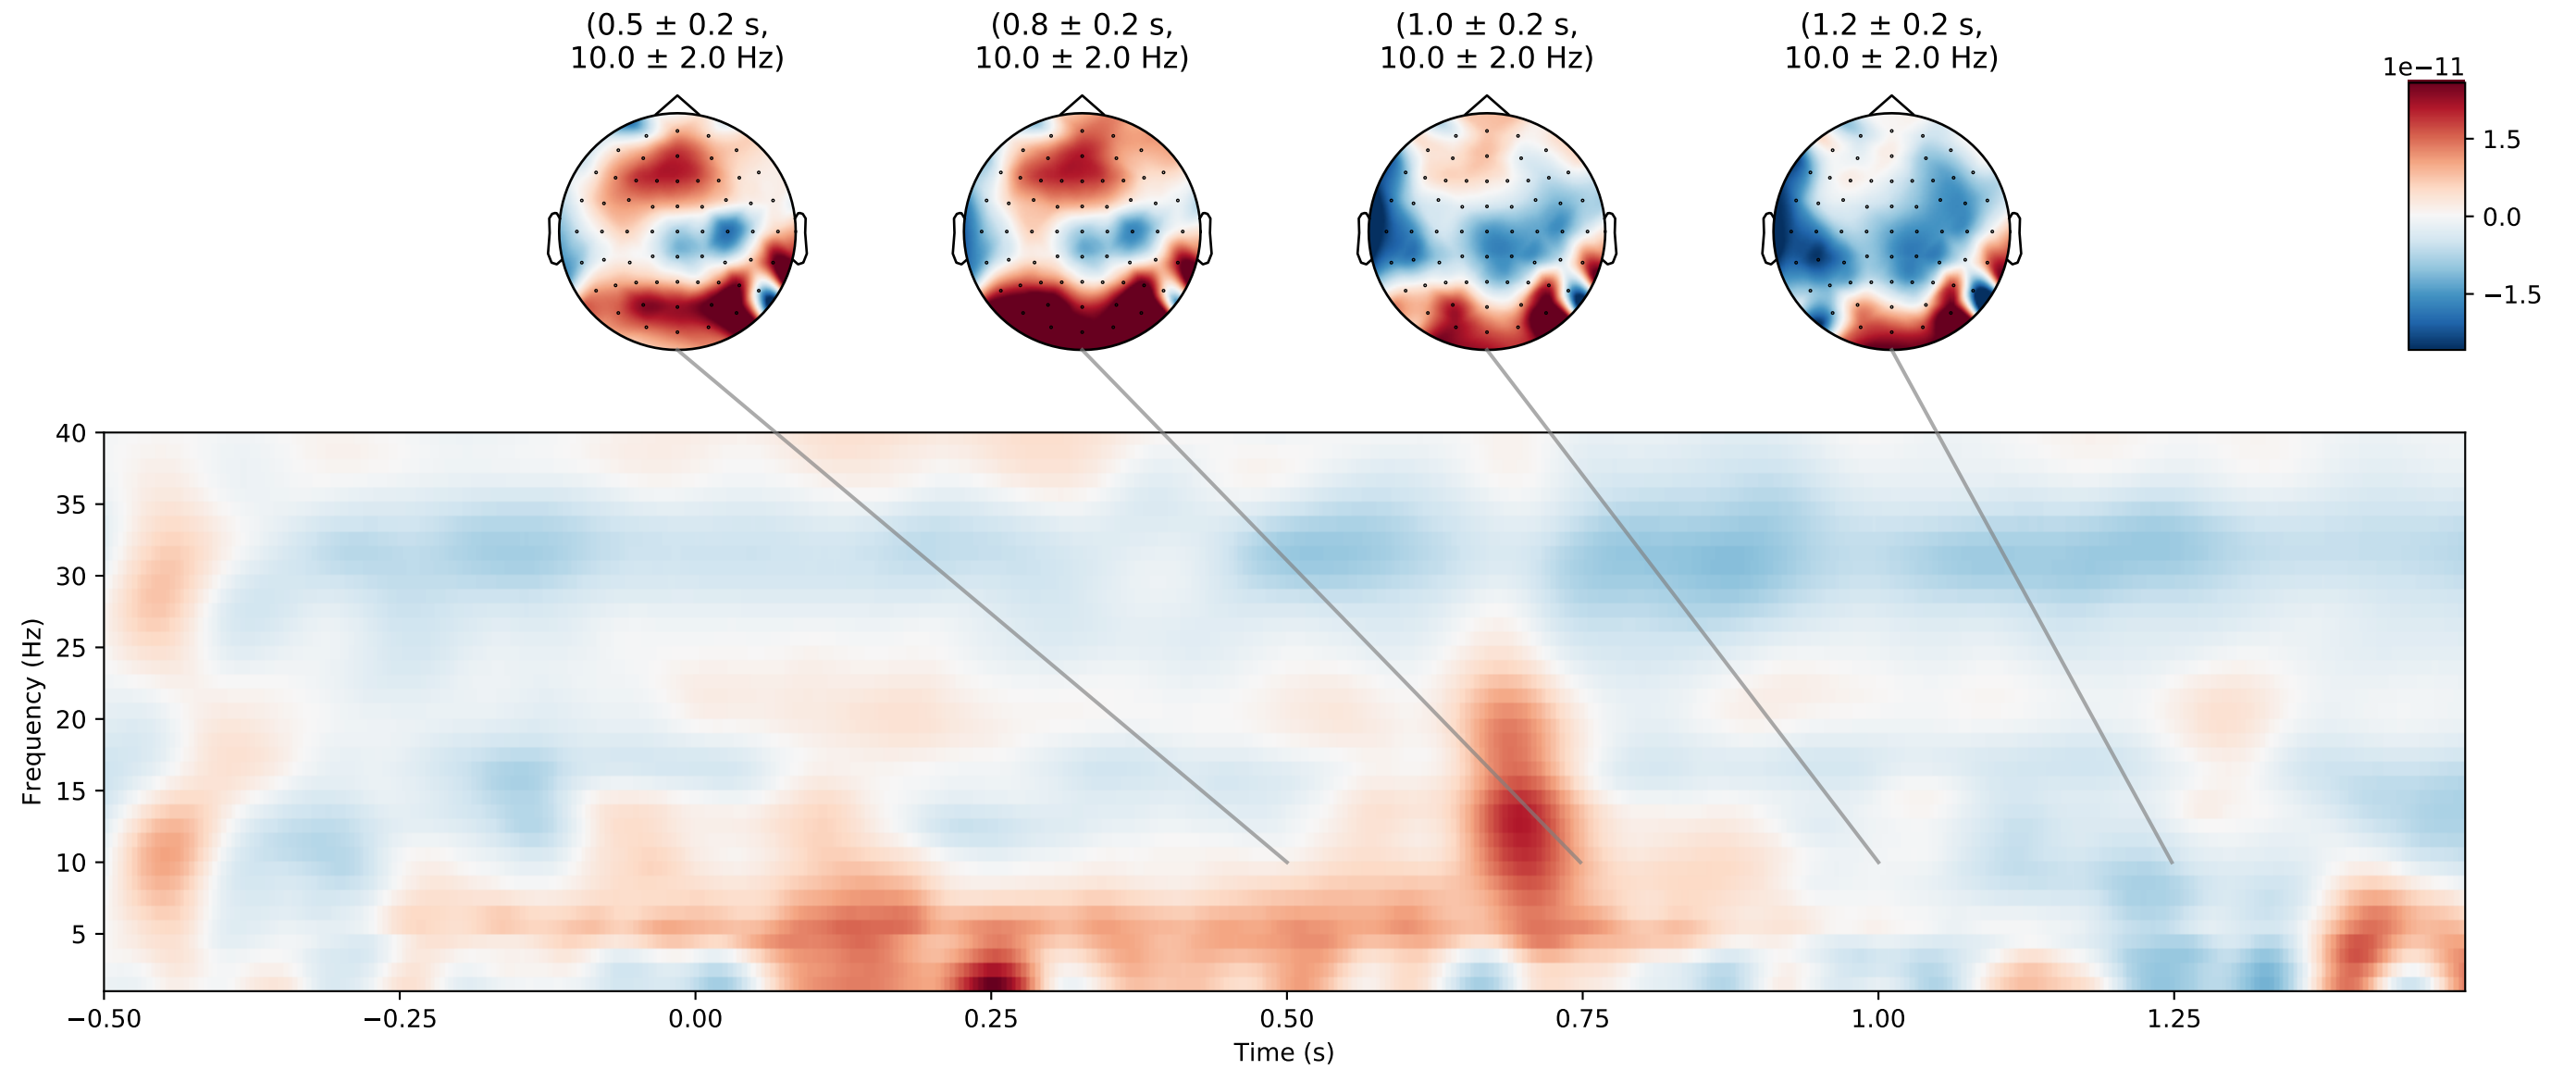 (0.5 ± 0.2 s,
10.0 ± 2.0 Hz)
(0.8 ± 0.2 s,
10.0 ± 2.0 Hz)
(1.0 ± 0.2 s,
10.0 ± 2.0 Hz)
(1.2 ± 0.2 s,
10.0 ± 2.0 Hz)
1e−11
1.5
0.0
−1.5
40
35
30
25
20
15
10
5
Frequency (Hz)
−0.50
−0.25
0.00
0.25
0.50
0.75
1.00
1.25
Time (s)